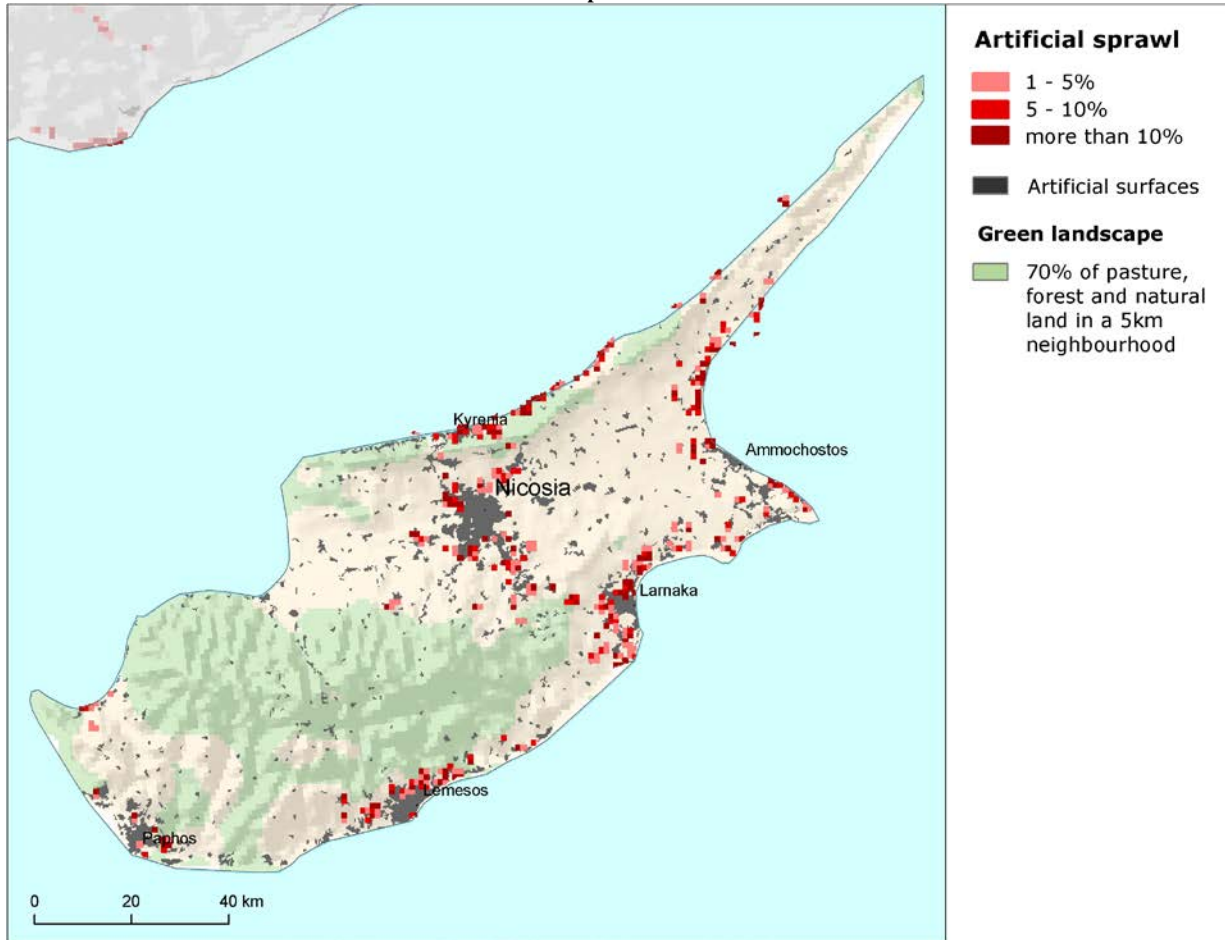 Artificial sprawl
1 - 5%
5 - 10%
more than 10%
Artificial surfaces
Green landscape
70% of pasture,
forest and natural
land in a 5km
neighbourhood
Kyrenia
Ammochostos
Nicosia
Larnaka
Lemesos
Paphos
0 20 40 km